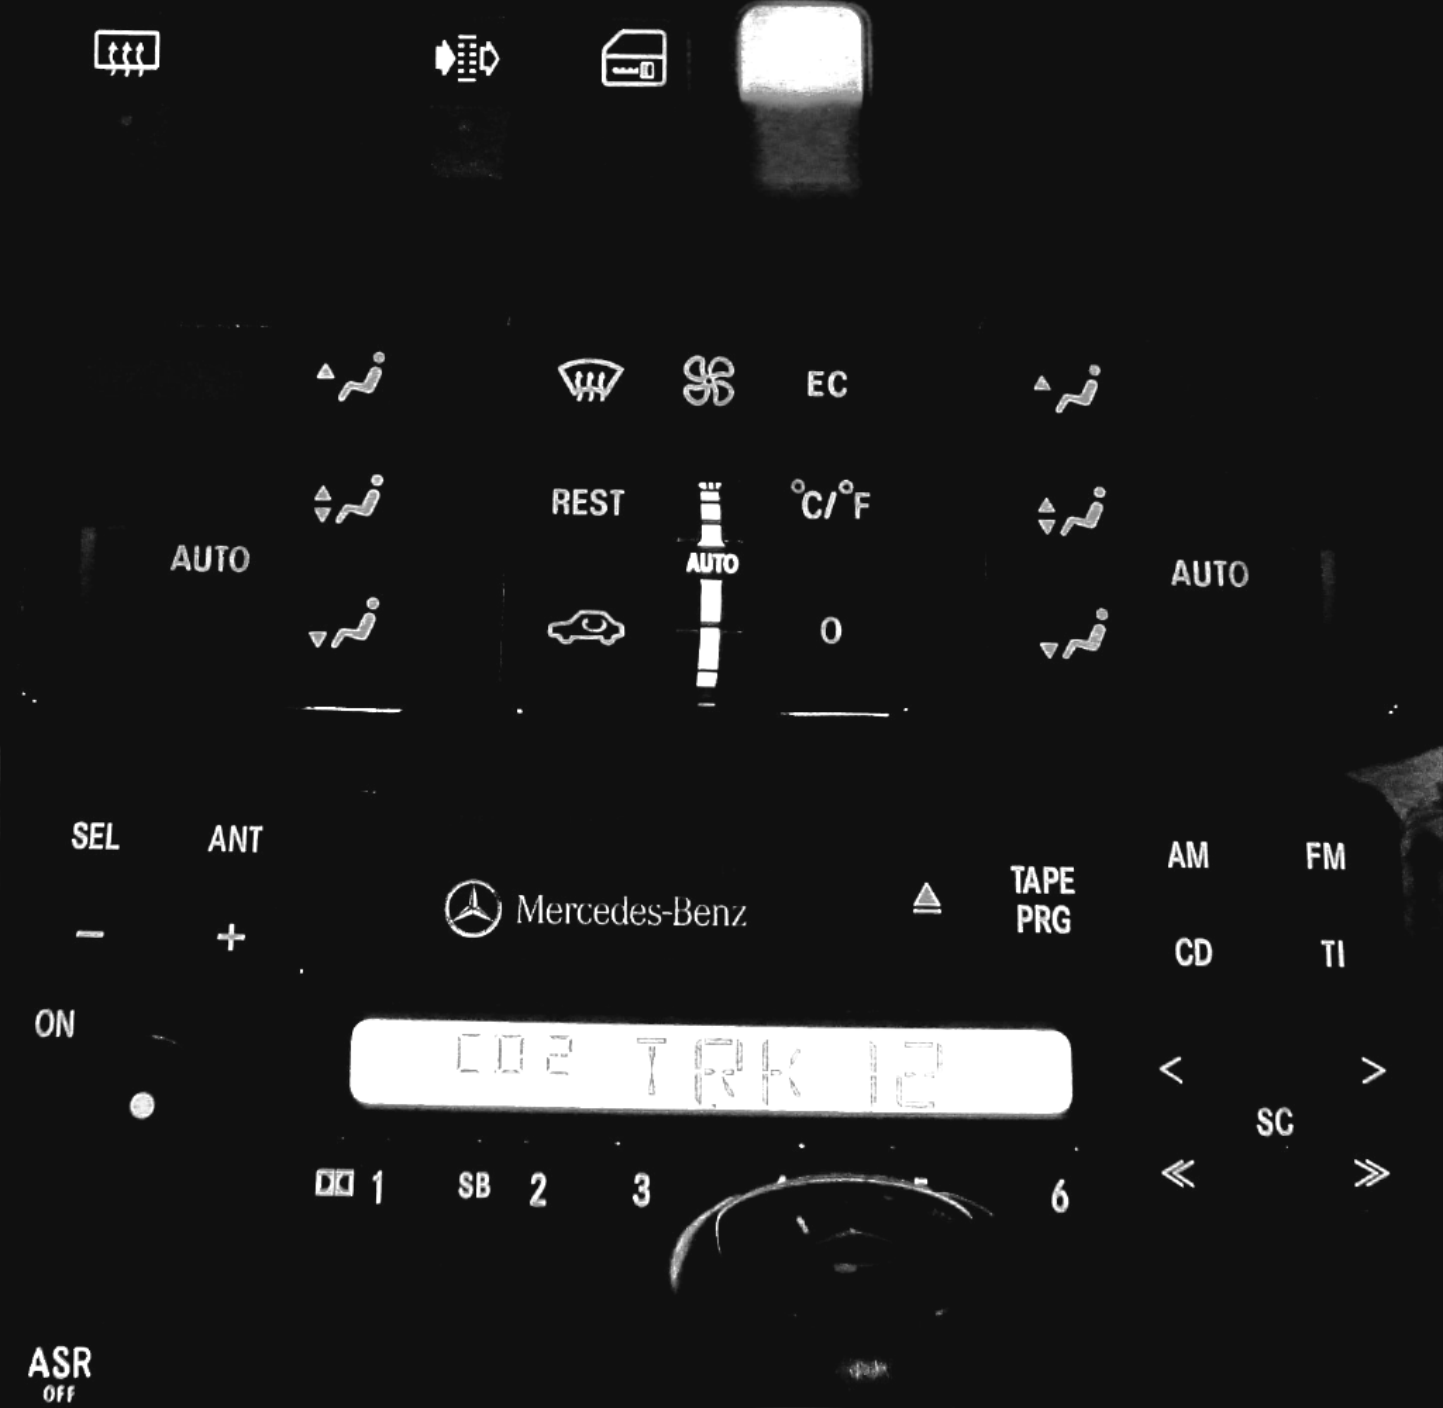 EC
REST
°C/°F
AUTO
AUTO
AUTO
0
SEL
ANT
AM
FM
Mercedes-Benz
TAPE
PRG
- +
CD
TI
ON
CD2 TRK 12
< >
SC
1
SB 2
3
6
≪ ≫
ASR
OFF